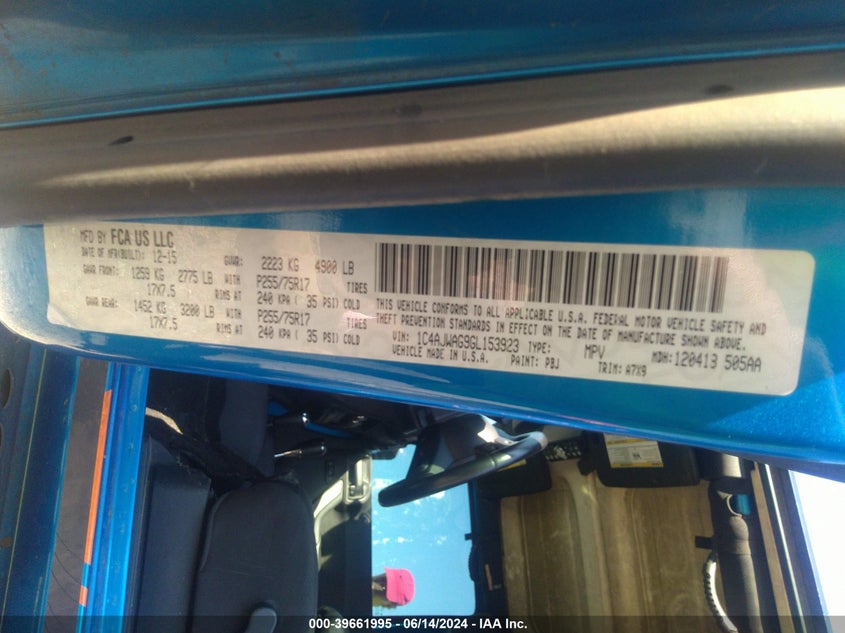 MFD BY FCA US LLC
DATE OF MFR(BUILT): 12-15 GVWR: 2223 KG 4900 LB
GAWR FRONT: 1259 KG 2775 LB WITH P255/75R17 TIRES
17X7.5 RIMS AT 240 KPA ( 35 PSI) COLD
GAWR REAR: 1452 KG 3200 LB WITH P255/75R17 TIRES
17X7.5 RIMS AT 240 KPA ( 35 PSI) COLD
THIS VEHICLE CONFORMS TO ALL APPLICABLE U.S.A. FEDERAL MOTOR VEHICLE SAFETY AND
THEFT PREVENTION STANDARDS IN EFFECT ON THE DATE OF MANUFACTURE SHOWN ABOVE.
VIN: 1C4AJWAG9GL153923 TYPE: MPV MDH: 120413 505AA
VEHICLE MADE IN U.S.A. PAINT: PBJ TRIM: A7X9
000-39661995 - 06/14/2024 - IAA Inc.